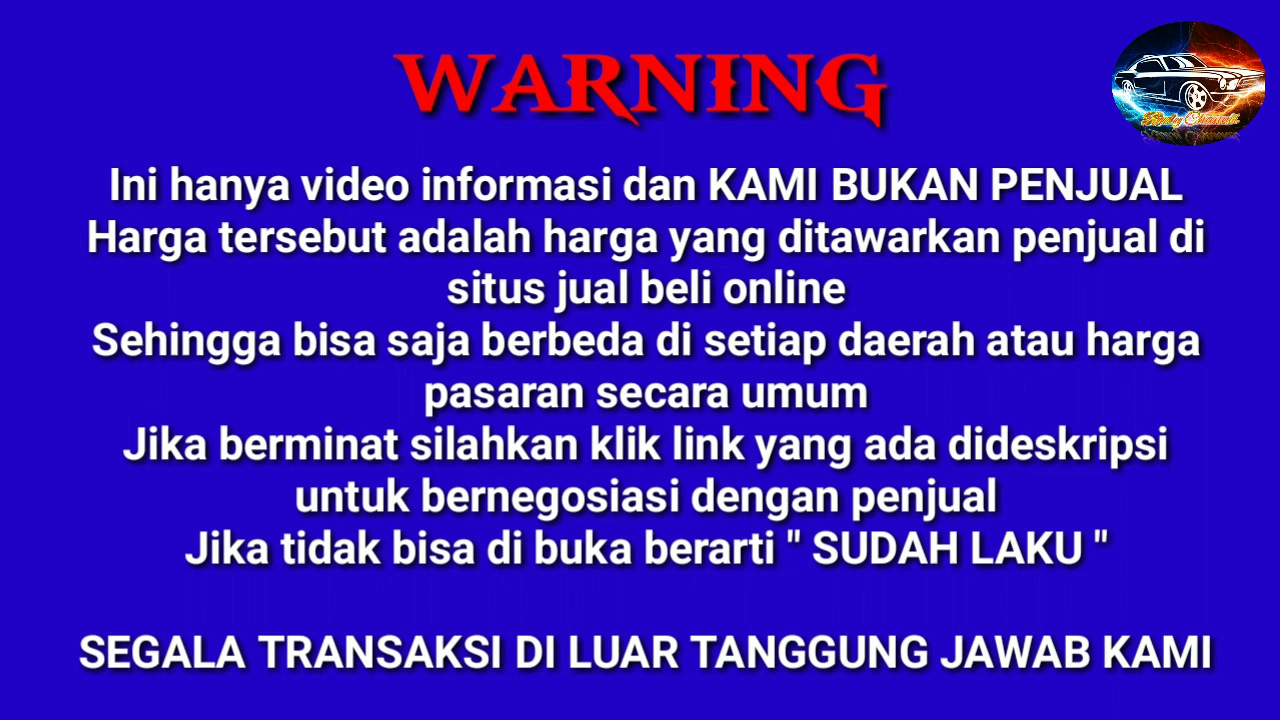 WARNING
Ini hanya video informasi dan KAMI BUKAN PENJUAL
Harga tersebut adalah harga yang ditawarkan penjual di
situs jual beli online
Sehingga bisa saja berbeda di setiap daerah atau harga
pasaran secara umum
Jika berminat silahkan klik link yang ada dideskripsi
untuk bernegosiasi dengan penjual
Jika tidak bisa di buka berarti " SUDAH LAKU "
SEGALA TRANSAKSI DI LUAR TANGGUNG JAWAB KAMI